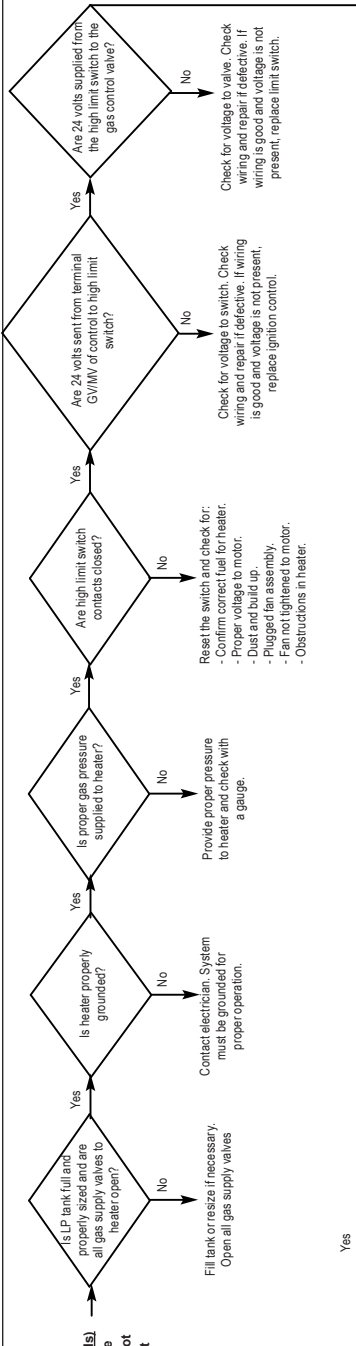 ls)
e
ot
t
Is LP tank full and
properly sized and are
all gas supply valves to
heater open?
No
Fill tank or resize if necessary.
Open all gas supply valves
Yes
Is heater properly
grounded?
No
Contact electrician. System
must be grounded for
proper operation.
Yes
Is proper gas pressure
supplied to heater?
No
Provide proper pressure
to heater and check with
a gauge.
Yes
Are high limit switch
contacts closed?
No
Reset the switch and check for:
- Confirm correct fuel for heater.
- Proper voltage to motor.
- Dust and build up.
- Plugged fan assembly.
- Fan not tightened to motor.
- Obstructions in heater.
Yes
Are 24 volts sent from terminal
GV/MV of control to high limit
switch?
No
Check for voltage to switch. Check
wiring and repair if defective. If wiring
is good and voltage is not present,
replace ignition control.
Yes
Are 24 volts supplied from
the high limit switch to the
gas control valve?
No
Check for voltage to valve. Check
wiring and repair if defective. If
wiring is good and voltage is not
present, replace limit switch.
Yes